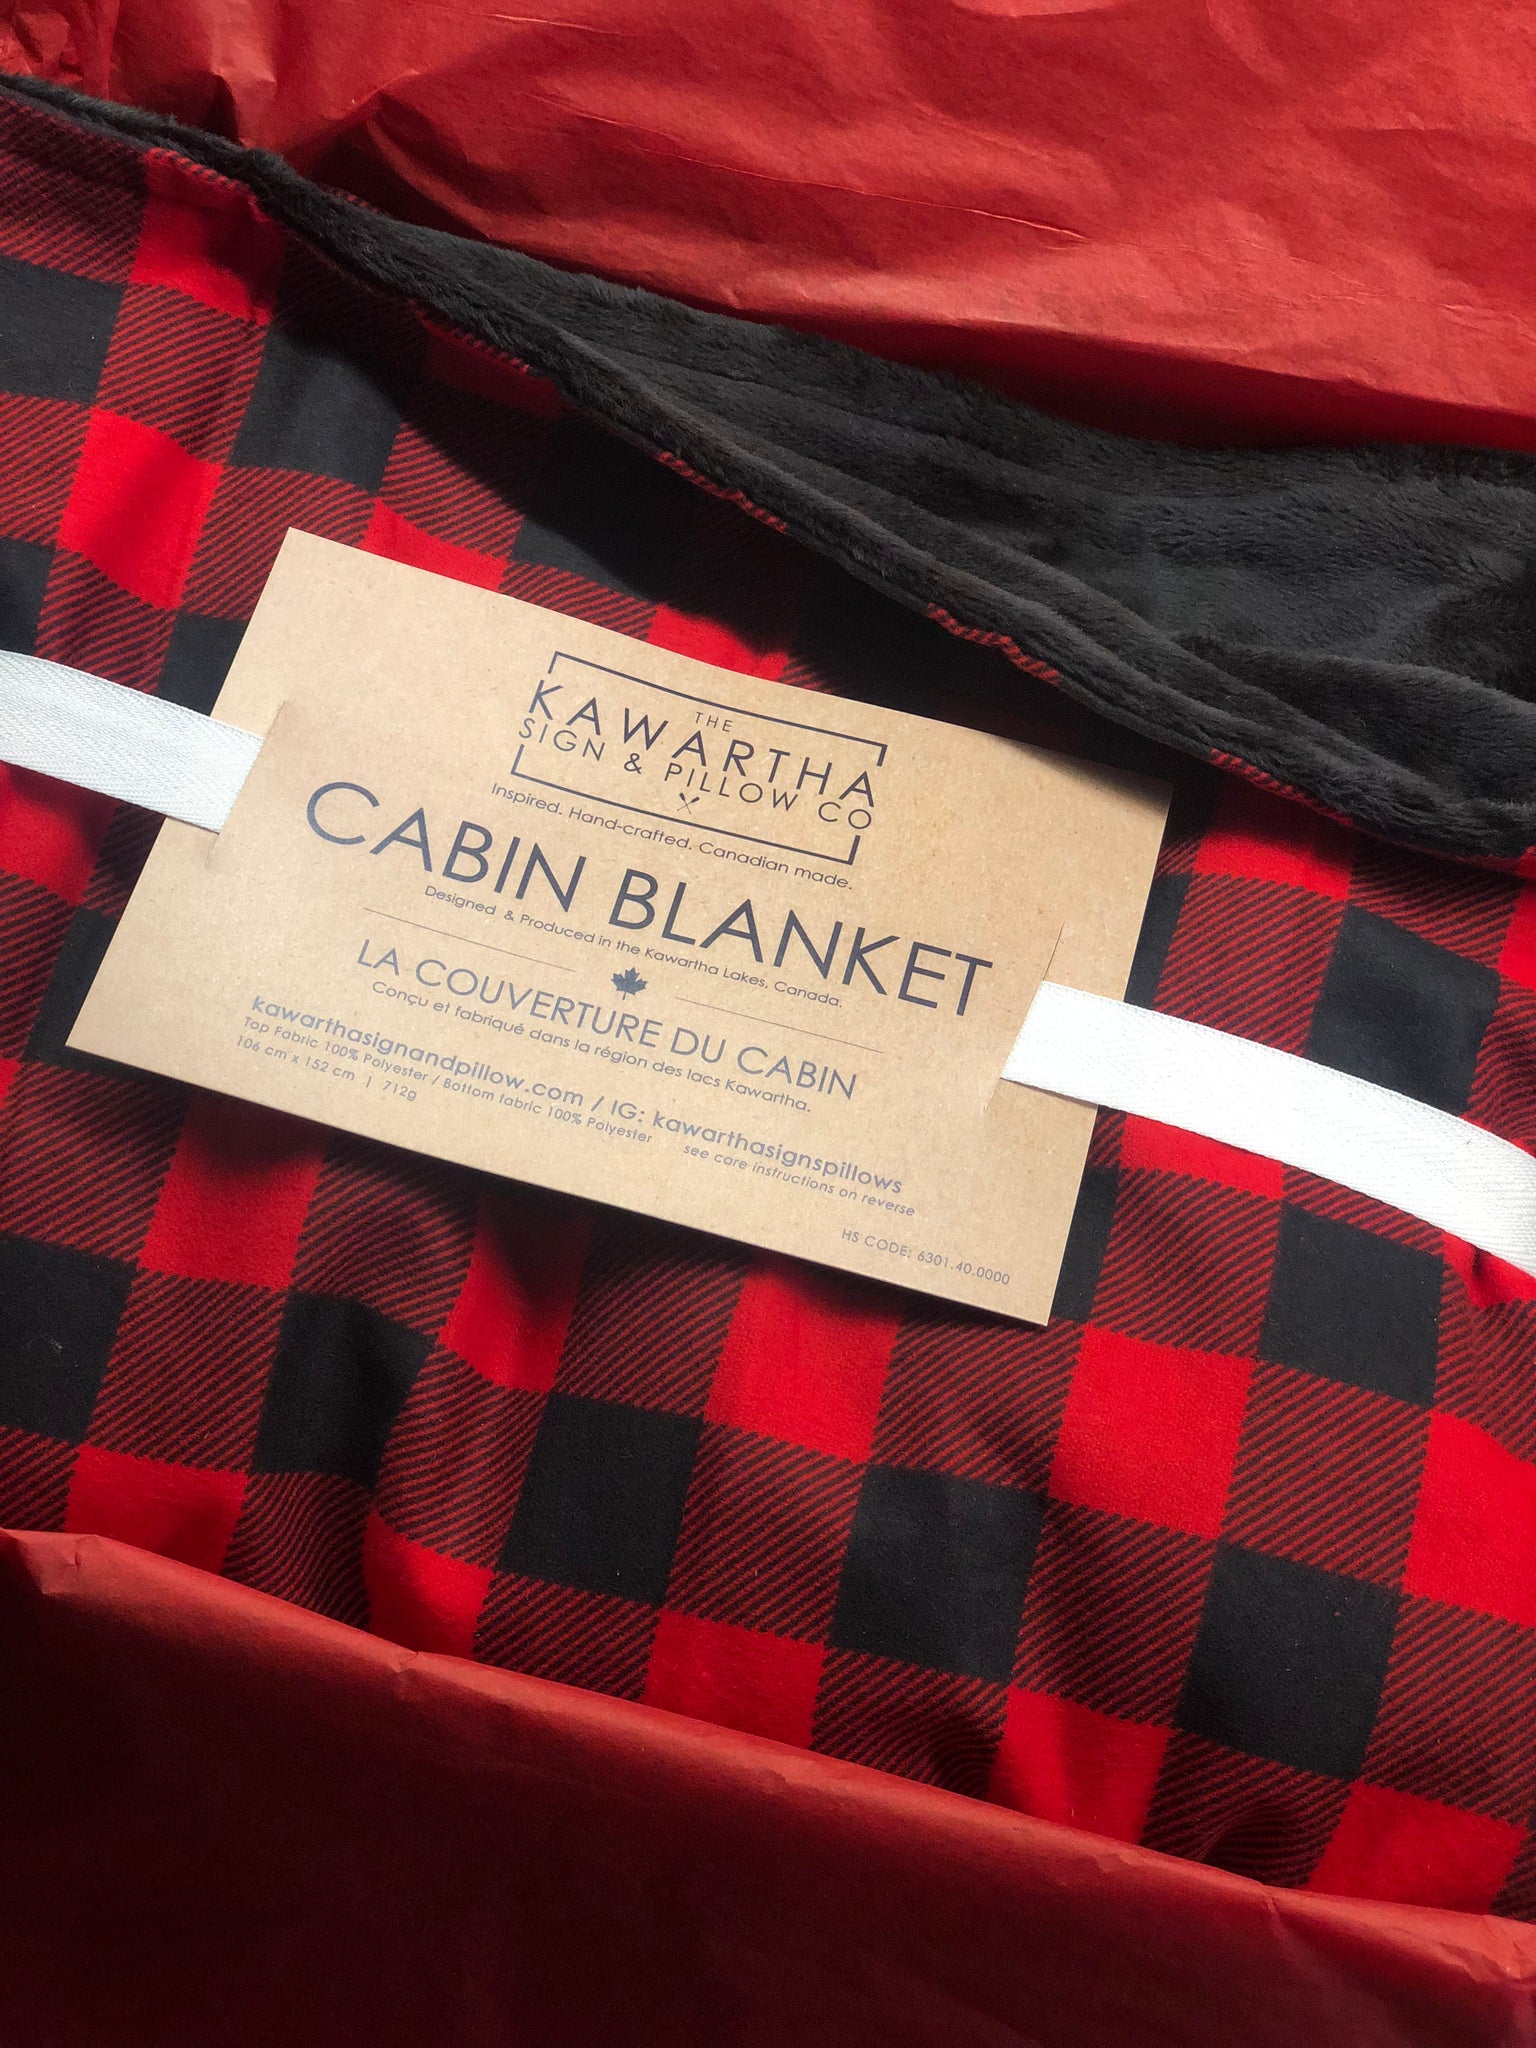 THE
KAWARTHA
SIGN & PILLOW CO
Inspired. Hand-crafted. Canadian made.
CABIN BLANKET
Designed & Produced in the Kawartha Lakes, Canada.
LA COUVERTURE DU CABIN
Conçu et fabriqué dans la région des lacs Kawartha.
kawarthasignandpillow.com / IG: kawarthasignspillows
Top Fabric 100% Polyester / Bottom fabric 100% Polyester
106 cm x 152 cm | 712g
see care instructions on reverse
HS CODE: 6301.40.0000